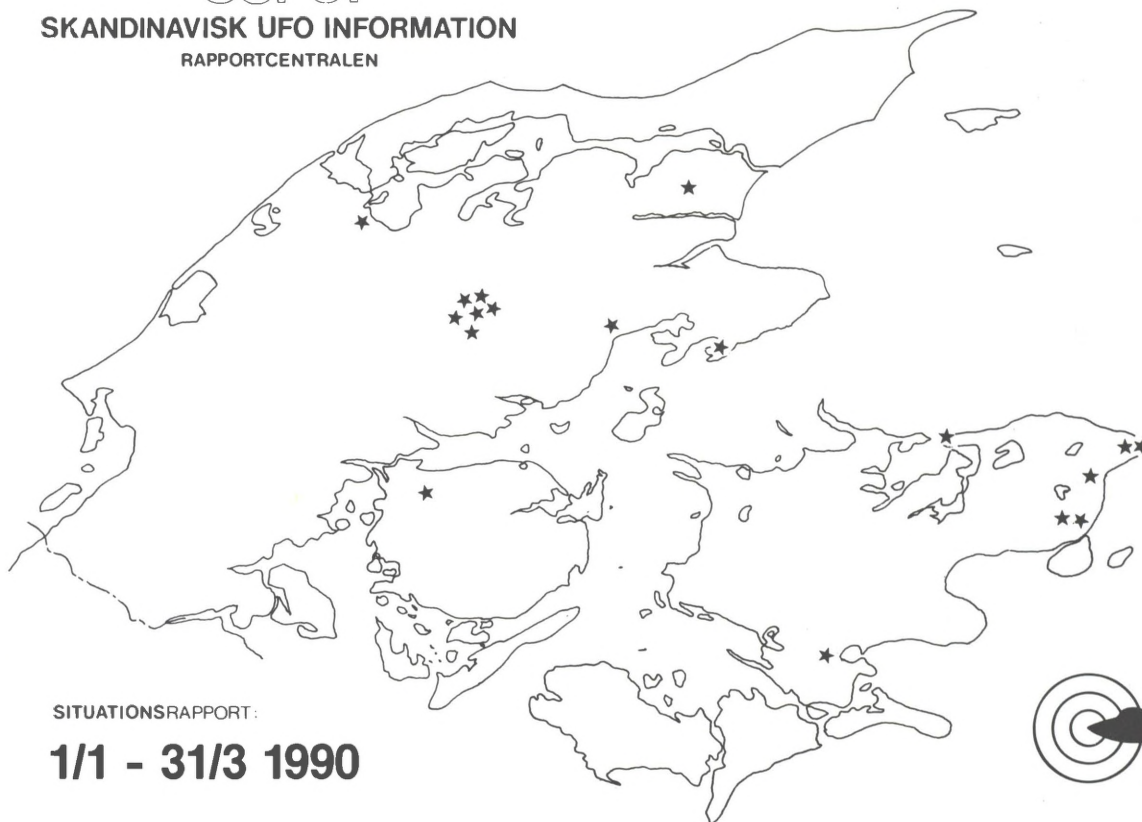 SKANDINAVISK UFO INFORMATION
RAPPORTCENTRALEN
SITUATIONSRAPPORT:
1/1 - 31/3 1990